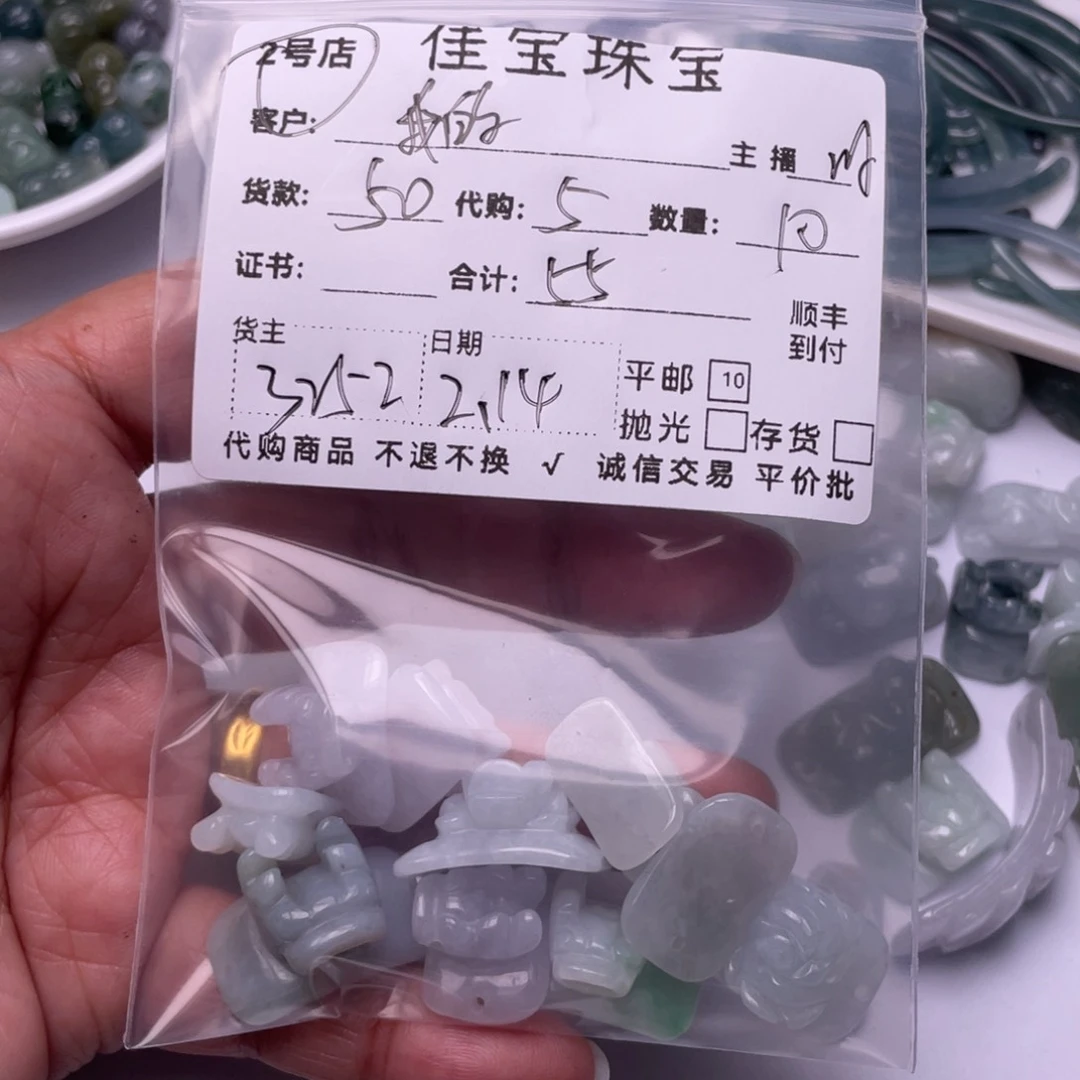 2号店 佳宝珠宝
客户: 主播
货款: 50 代购: 5 数量: 10
证书: 合计: 55
顺丰到付
货主 日期 平邮 10
2.14
抛光 存货
代购商品 不退不换 √ 诚信交易 平价批